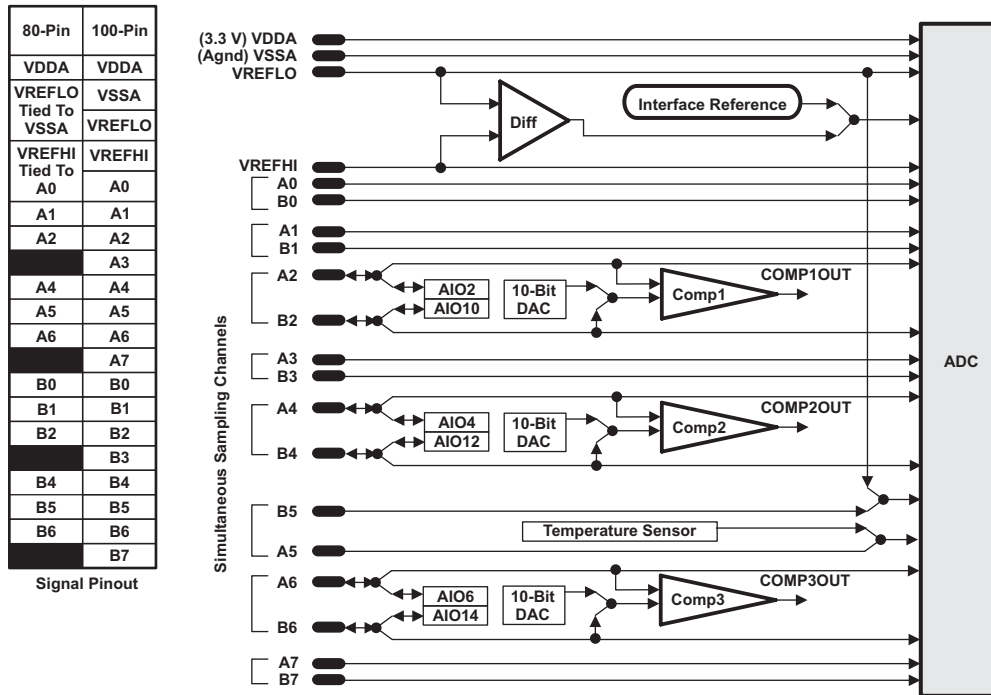 80-Pin 100-Pin
VDDA VDDA
VREFLO
Tied To
VSSA
VSSA
VREFLO
VREFHI
Tied To
A0
VREFHI
A0
A1 A1
A2 A2
A3
A4 A4
A5 A5
A6 A6
A7
B0 B0
B1 B1
B2 B2
B3
B4 B4
B5 B5
B6 B6
B7
Signal Pinout
(3.3 V) VDDA
(Agnd) VSSA
VREFLO
Diff
Interface Reference
VREFHI
A0
B0
A1
B1
Simultaneous Sampling Channels
A2
B2
AIO2
AIO10
10-Bit
DAC
Comp1
COMP1OUT
A3
B3
A4
B4
AIO4
AIO12
10-Bit
DAC
Comp2
COMP2OUT
B5
Temperature Sensor
A5
A6
B6
AIO6
AIO14
10-Bit
DAC
Comp3
COMP3OUT
A7
B7
ADC